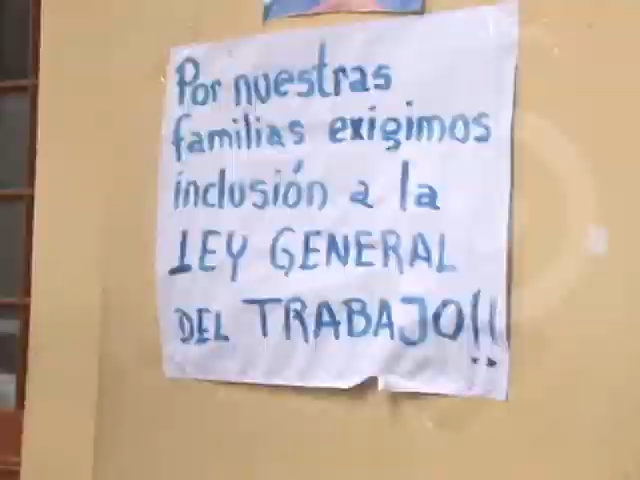 Por nuestras
familias exigimos
inclusión a la
LEY GENERAL
DEL TRABAJO!!